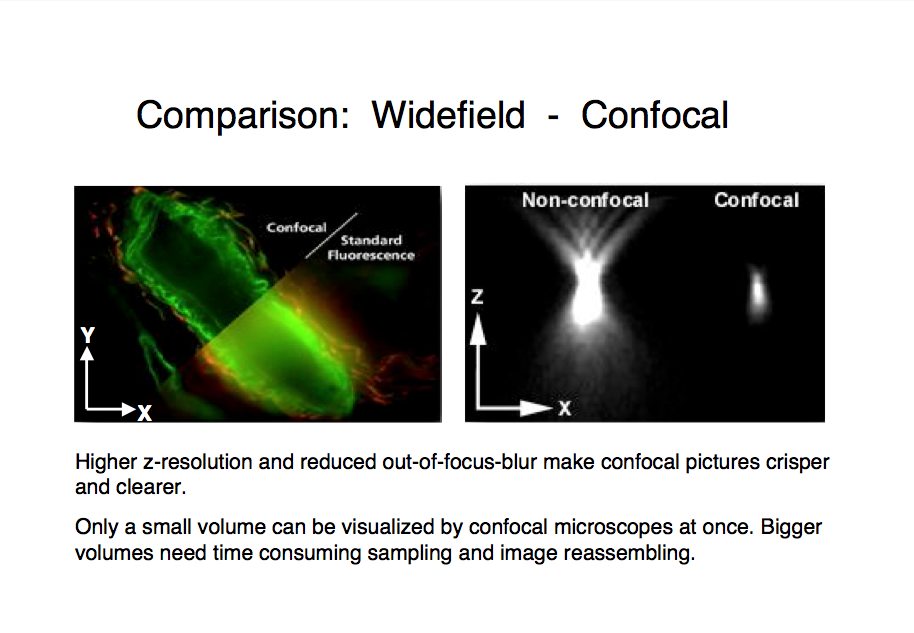 Comparison: Widefield - Confocal
Confocal
Standard
Fluorescence
Y
X
Non-confocal
Confocal
Z
X
Higher z-resolution and reduced out-of-focus-blur make confocal pictures crisper
and clearer.
Only a small volume can be visualized by confocal microscopes at once. Bigger
volumes need time consuming sampling and image reassembling.